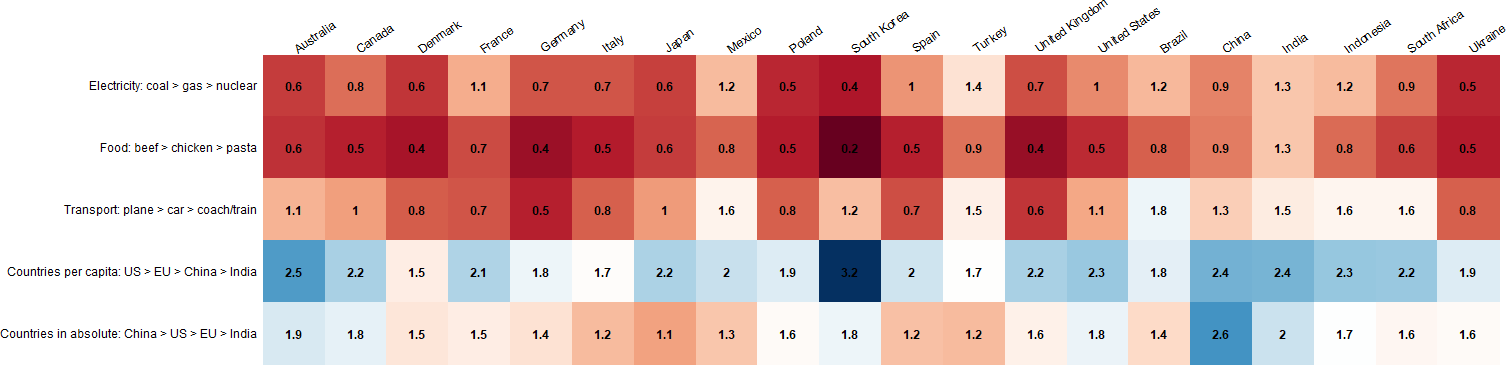 Australia Canada Denmark France Germany Italy Japan Mexico Poland South Korea Spain Turkey United Kingdom United States Brazil China India Indonesia South Africa Ukraine
Electricity: coal > gas > nuclear 0.6 0.8 0.6 1.1 0.7 0.7 0.6 1.2 0.5 0.4 1 1.4 0.7 1 1.2 0.9 1.3 1.2 0.9 0.5
Food: beef > chicken > pasta 0.6 0.5 0.4 0.7 0.4 0.5 0.6 0.8 0.5 0.2 0.5 0.9 0.4 0.5 0.8 0.9 1.3 0.8 0.6 0.5
Transport: plane > car > coach/train 1.1 1 0.8 0.7 0.5 0.8 1 1.6 0.8 1.2 0.7 1.5 0.6 1.1 1.8 1.3 1.5 1.6 1.6 0.8
Countries per capita: US > EU > China > India 2.5 2.2 1.5 2.1 1.8 1.7 2.2 2 1.9 3.2 2 1.7 2.2 2.3 1.8 2.4 2.4 2.3 2.2 1.9
Countries in absolute: China > US > EU > India 1.9 1.8 1.5 1.5 1.4 1.2 1.1 1.3 1.6 1.8 1.2 1.2 1.6 1.8 1.4 2.6 2 1.7 1.6 1.6